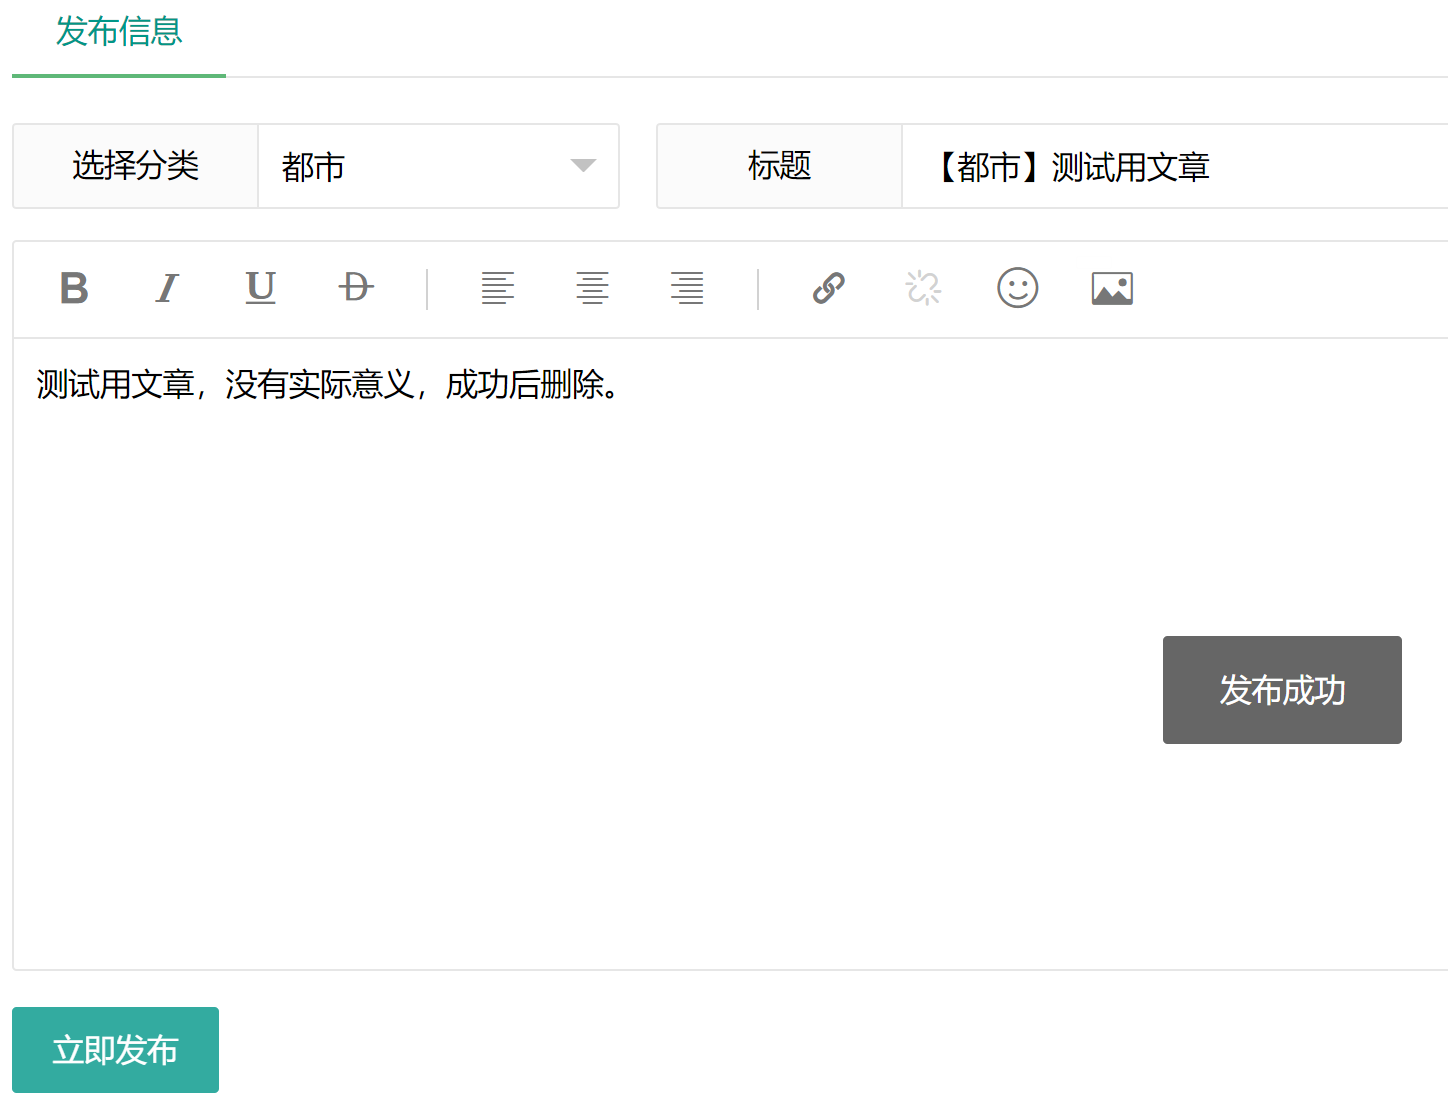 发布信息
选择分类 都市 标题 【都市】测试用文章
B I U D
测试用文章，没有实际意义，成功后删除。
发布成功
立即发布